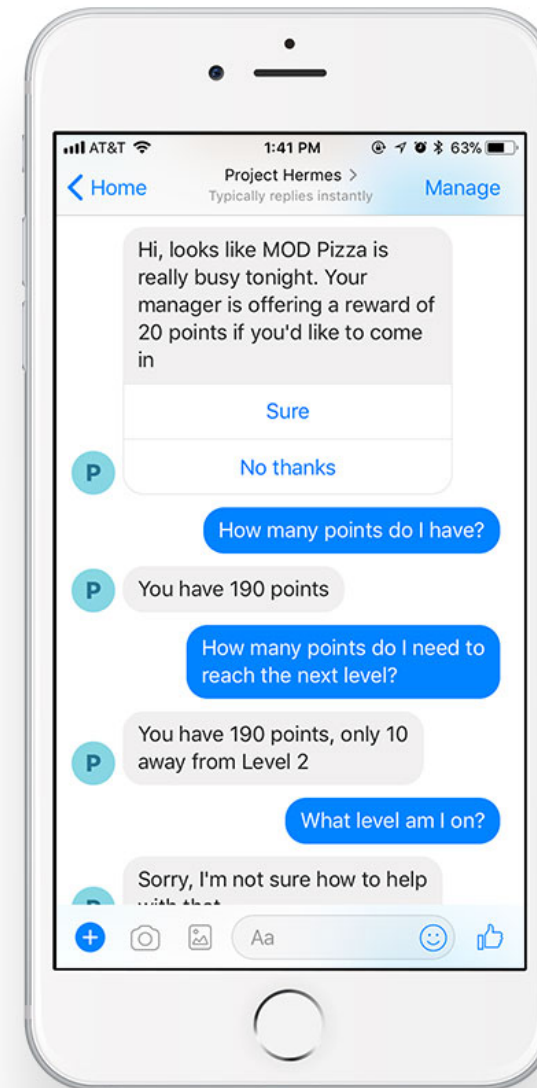 AT&T 1:41 PM 63%
Home Project Hermes > Manage
Typically replies instantly
Hi, looks like MOD Pizza is
really busy tonight. Your
manager is offering a reward of
20 points if you'd like to come
in
Sure
No thanks
P
How many points do I have?
P
You have 190 points
How many points do I need to
reach the next level?
You have 190 points, only 10
away from Level 2
P
What level am I on?
Sorry, I'm not sure how to help
with that
P
Aa